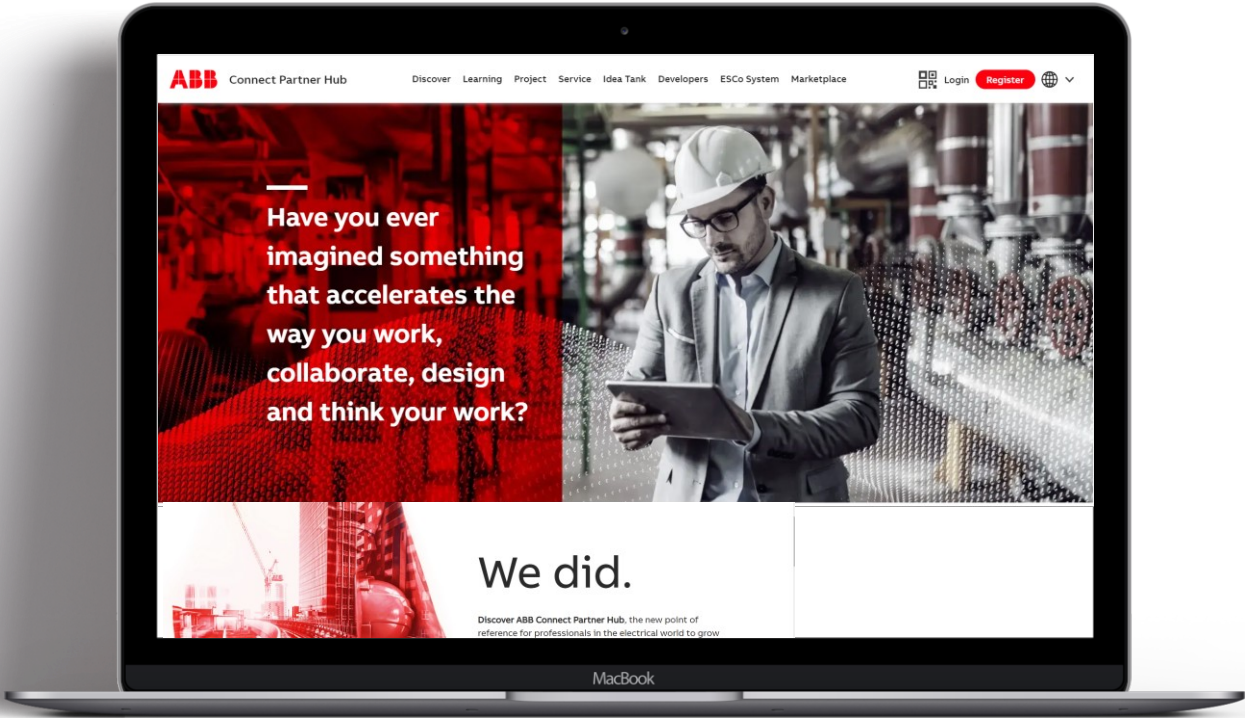 ABB Connect Partner Hub Discover Learning Project Service Idea Tank Developers ESCo System Marketplace Login Register
Have you ever
imagined something
that accelerates the
way you work,
collaborate, design
and think your work?
We did.
Discover ABB Connect Partner Hub, the new point of
reference for professionals in the electrical world to grow
MacBook